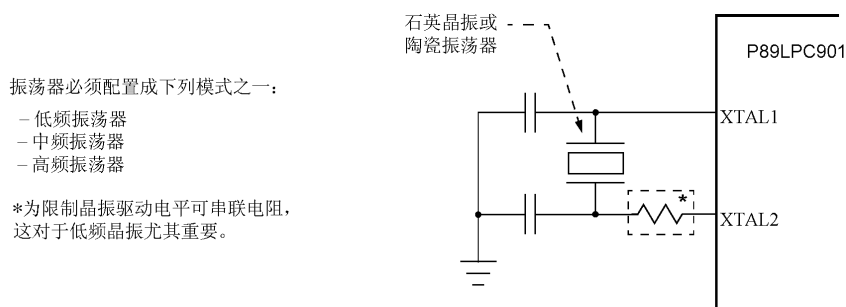 石英晶振或
陶瓷振荡器
P89LPC901
振荡器必须配置成下列模式之一：
XTAL1
–低频振荡器
–中频振荡器
–高频振荡器
*
*为限制晶振驱动电平可串联电阻，
XTAL2
这对于低频晶振尤其重要。